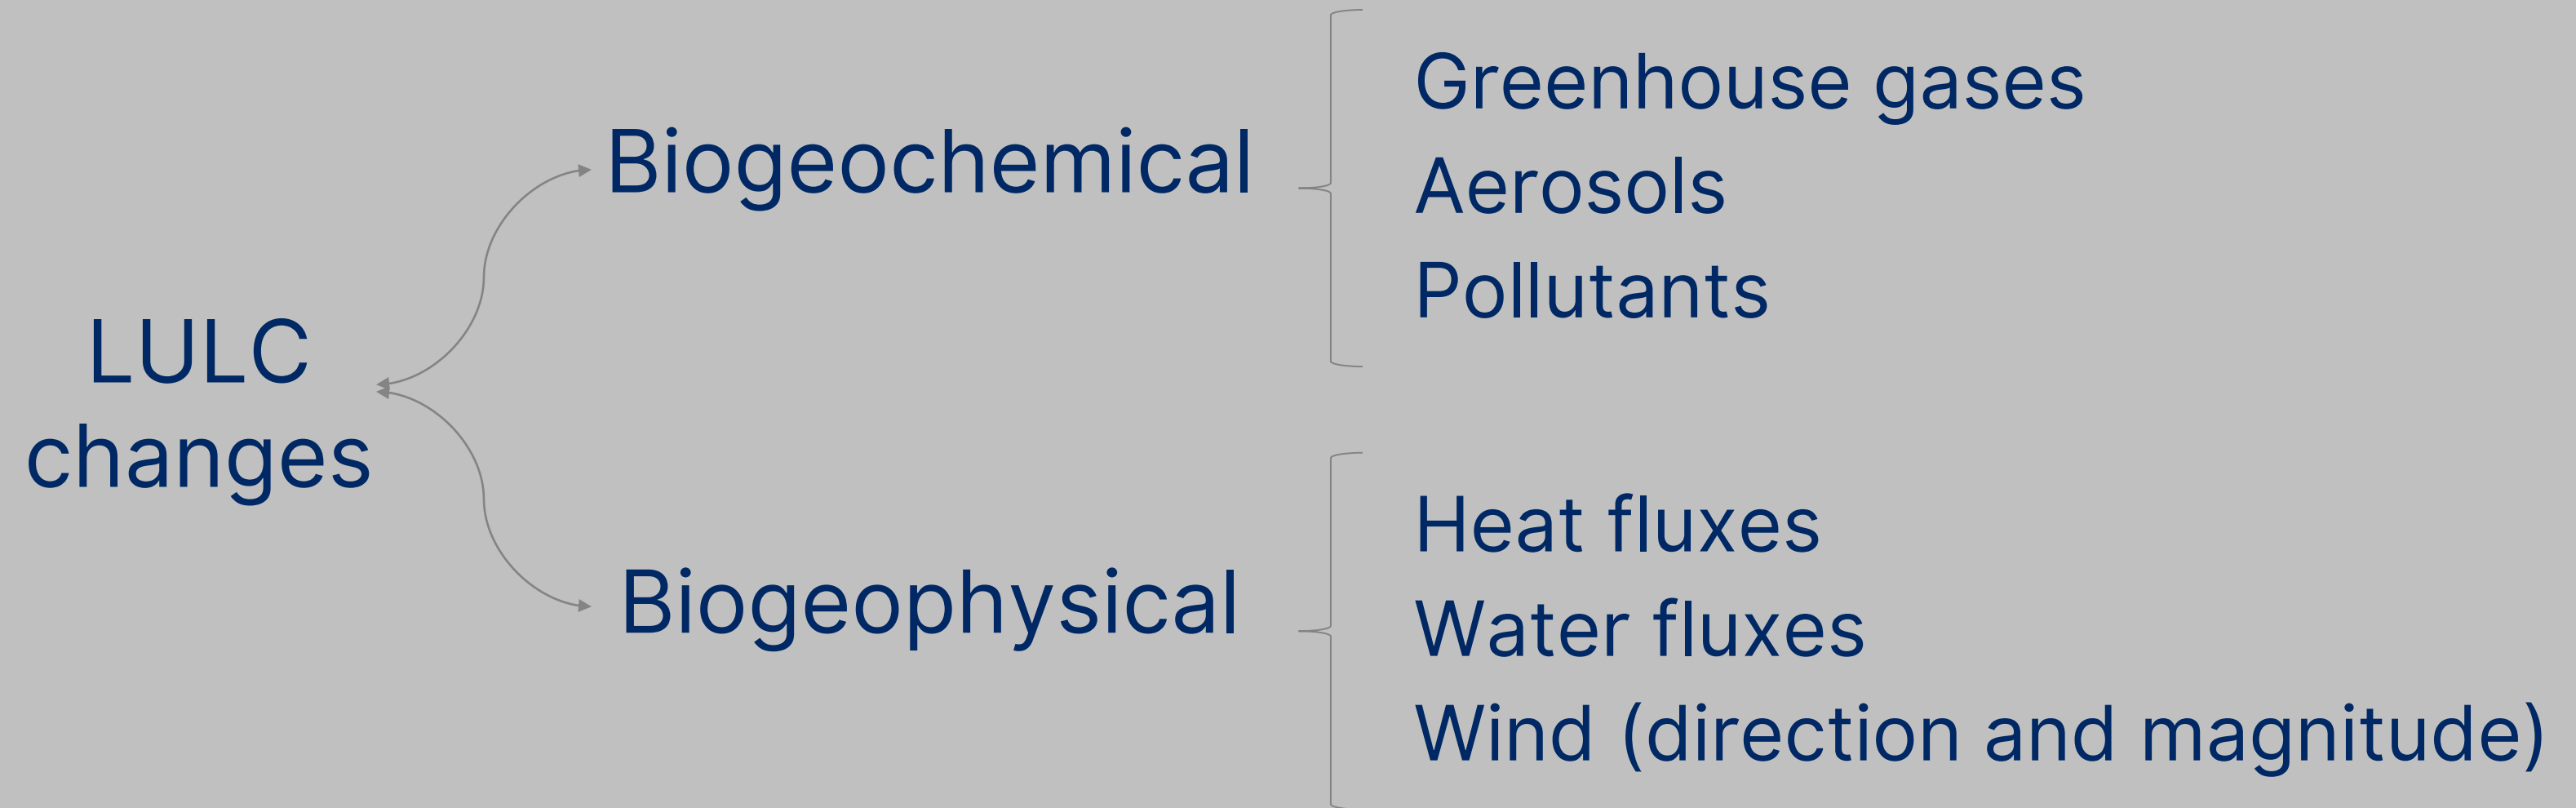 LULC
changes
Biogeochemical
Greenhouse gases
Aerosols
Pollutants
Biogeophysical
Heat fluxes
Water fluxes
Wind (direction and magnitude)